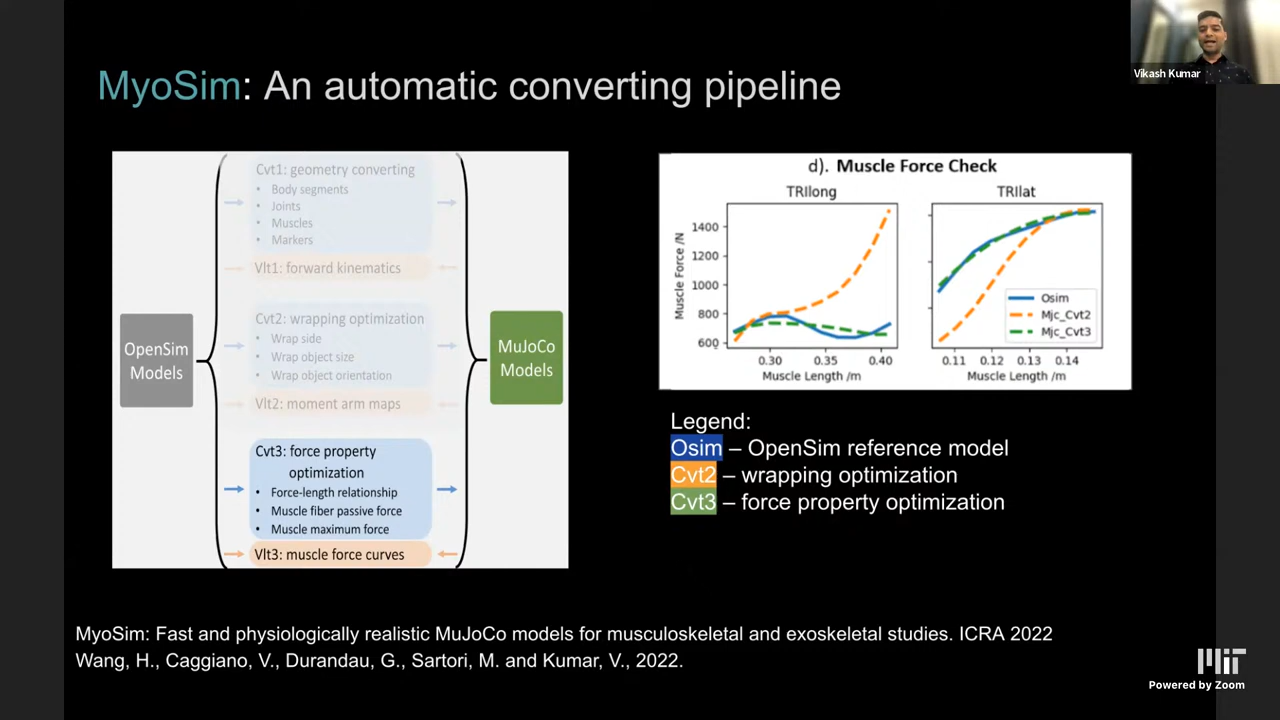 MyoSim: An automatic converting pipeline
Vikash Kumar
OpenSim
Models
Cvt1: geometry converting
• Body segments
• Joints
• Muscles
• Markers
Vlt1: forward kinematics
Cvt2: wrapping optimization
• Wrap side
• Wrap object size
• Wrap object orientation
Vlt2: moment arm maps
Cvt3: force property
optimization
• Force-length relationship
• Muscle fiber passive force
• Muscle maximum force
Vlt3: muscle force curves
MuJoCo
Models
d). Muscle Force Check
TRIlong
TRIlat
Muscle Force /N
1400
1200
1000
800
600
0.30 0.35 0.40
Muscle Length /m
0.11 0.12 0.13 0.14
Muscle Length /m
Osim
Mjc_Cvt2
Mjc_Cvt3
Legend:
Osim – OpenSim reference model
Cvt2 – wrapping optimization
Cvt3 – force property optimization
MyoSim: Fast and physiologically realistic MuJoCo models for musculoskeletal and exoskeletal studies. ICRA 2022
Wang, H., Caggiano, V., Durandau, G., Sartori, M. and Kumar, V., 2022.
MIT
Powered by Zoom